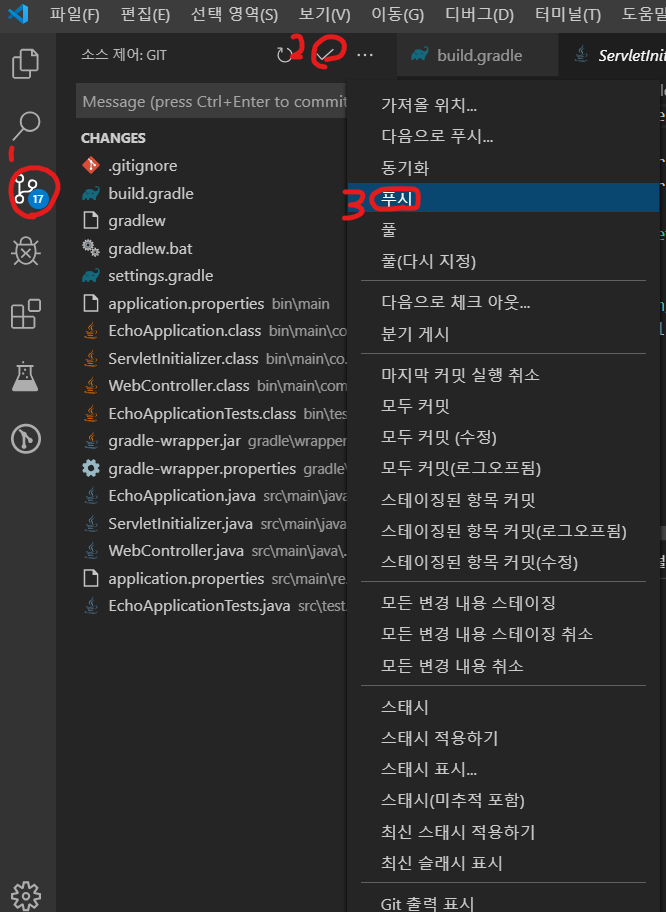 파일(F) 편집(E) 선택 영역(S) 보기(V) 이동(G) 디버그(D) 터미널(T) 도움말
소스 제어: GIT
2
build.gradle
ServletInit
Message (press Ctrl+Enter to commit
CHANGES
.gitignore
1
17
build.gradle
gradlew
gradlew.bat
settings.gradle
application.properties bin\main
EchoApplication.class bin\main\co...
ServletInitializer.class bin\main\co.
WebController.class bin\main\com
EchoApplicationTests.class bin\tes
gradle-wrapper.jar gradle\wrapper
gradle-wrapper.properties gradle\
EchoApplication.java src\main\java
ServletInitializer.java src\main\java
WebController.java src\main\java\.
application.properties src\main\re.
EchoApplicationTests.java src\test.
가져올 위치...
다음으로 푸시...
동기화
3
푸시
풀
풀(다시 지정)
다음으로 체크 아웃...
분기 게시
마지막 커밋 실행 취소
모두 커밋
모두 커밋 (수정)
모두 커밋(로그오프됨)
스테이징된 항목 커밋
스테이징된 항목 커밋(로그오프됨)
스테이징된 항목 커밋(수정)
모든 변경 내용 스테이징
모든 변경 내용 스테이징 취소
모든 변경 내용 취소
스태시
스태시 적용하기
스태시 표시...
스태시(미추적 포함)
최신 스태시 적용하기
최신 슬래시 표시
Git 출력 표시